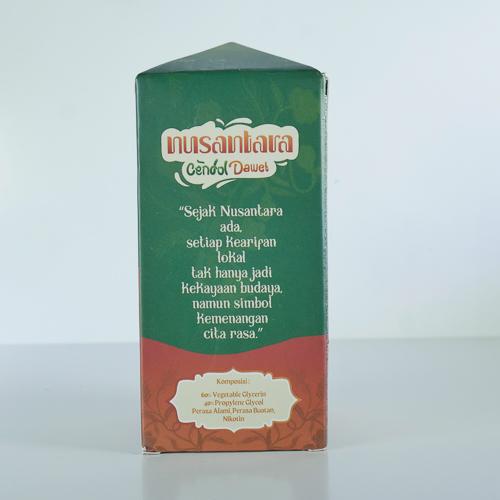 nusantara
Cendol Dawet
"Sejak Nusantara
ada,
setiap kearifan
lokal
tak hanya jadi
kekayaan budaya,
namun simbol
kemenangan
cita rasa."
Komposisi :
60% Vegetable Glycerin
40% Propylene Glycol
Perasa Alami, Perasa Buatan,
Nikotin